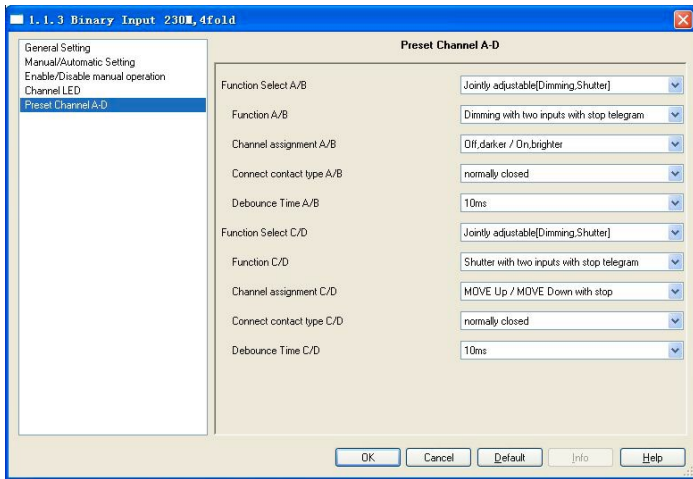 1.1.3 Binary Input 230M,4fold
General Setting
Manual/Automatic Setting
Enable/Disable manual operation
Channel LED
Preset Channel A-D
Preset Channel A-D
Function Select A/B Jointly adjustable[Dimming,Shutter]
Function A/B Dimming with two inputs with stop telegram
Channel assignment A/B Off,darker / On,brighter
Connect contact type A/B normally closed
Debounce Time A/B 10ms
Function Select C/D Jointly adjustable[Dimming,Shutter]
Function C/D Shutter with two inputs with stop telegram
Channel assignment C/D MOVE Up / MOVE Down with stop
Connect contact type C/D normally closed
Debounce Time C/D 10ms
OK Cancel Default Info Help